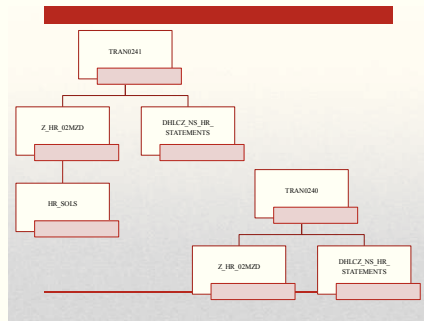 TRAN0241
Z_HR_02MZD
DHLCZ_NS_HR_
STATEMENTS
HR_SOLS
TRAN0240
Z_HR_02MZD
DHLCZ_NS_HR_
STATEMENTS